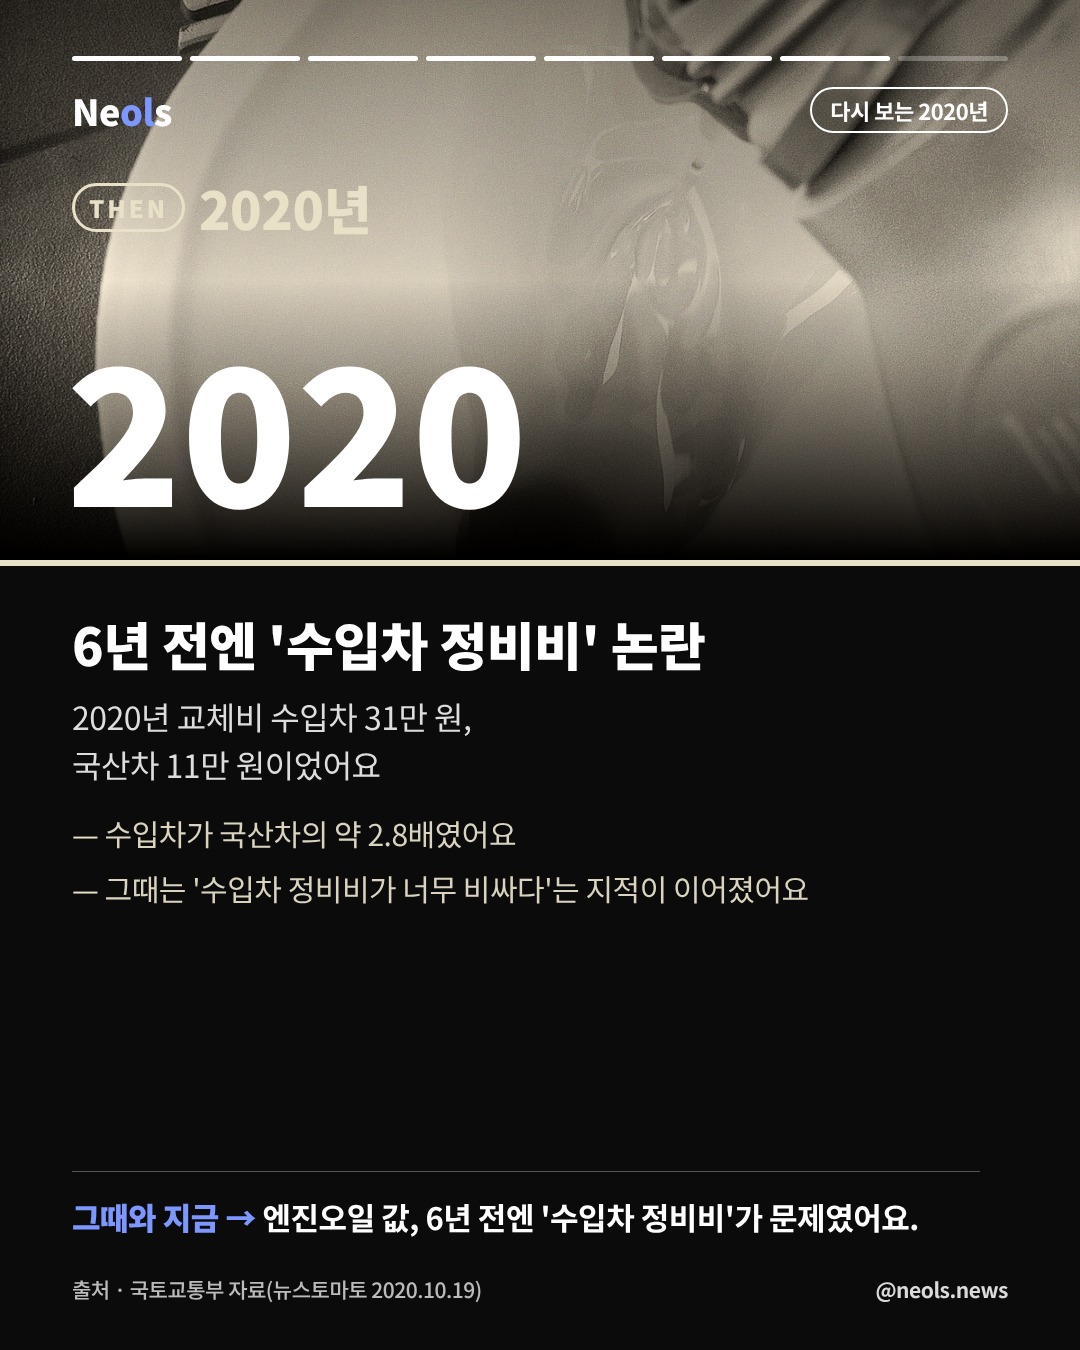 Neols
다시 보는 2020년
THEN 2020년
2020
6년 전엔 '수입차 정비비' 논란
2020년 교체비 수입차 31만 원,
국산차 11만 원이었어요
— 수입차가 국산차의 약 2.8배였어요
— 그때는 '수입차 정비비가 너무 비싸다'는 지적이 이어졌어요
그때와 지금 → 엔진오일 값, 6년 전엔 '수입차 정비비'가 문제였어요.
출처 · 국토교통부 자료(뉴스토마토 2020.10.19)
@neols.news